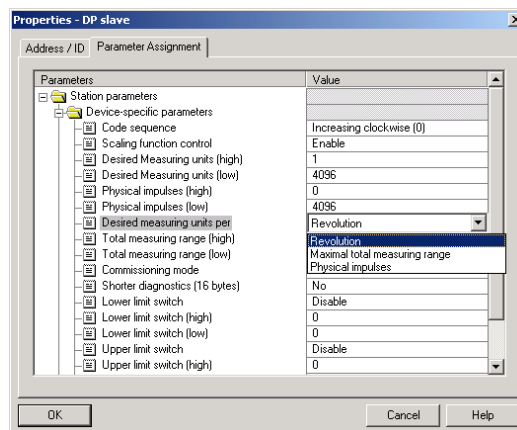 Properties - DP slave
Address / ID Parameter Assignment
Parameters Value
Station parameters
Device-specific parameters
Code sequence Increasing clockwise (0)
Scaling function control Enable
Desired Measuring units (high) 1
Desired Measuring units (low) 4096
Physical impulses (high) 0
Physical impulses (low) 4096
Desired measuring units per Revolution
Total measuring range (high) Revolution
Total measuring range (low) Maximal total measuring range
Commissioning mode Physical impulses
Shorter diagnostics (16 bytes) No
Lower limit switch Disable
Lower limit switch (high) 0
Lower limit switch (low) 0
Upper limit switch Disable
Upper limit switch (high) 0
OK Cancel Help